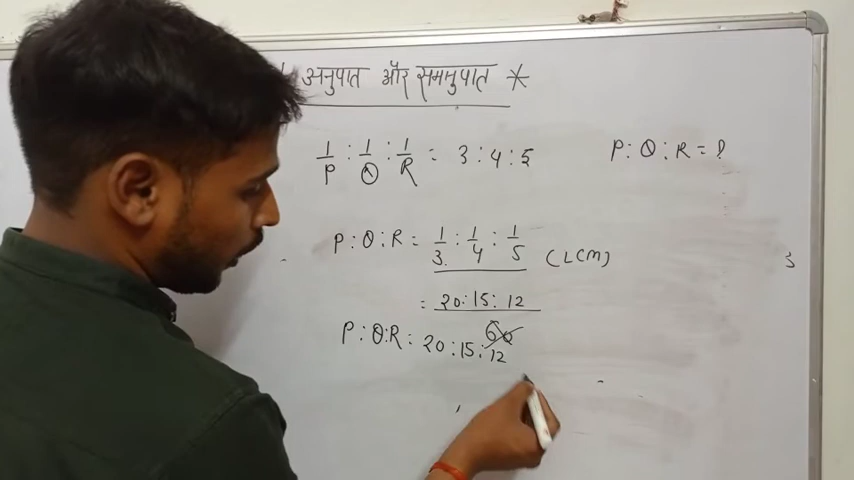 अनुपात और समानुपात *
1/P : 1/Q : 1/R = 3 : 4 : 5 P : Q : R = ?
P : Q : R = 1/3 : 1/4 : 1/5 (LCM)
= 20 : 15 : 12
60
P : Q : R = 20 : 15 : 12